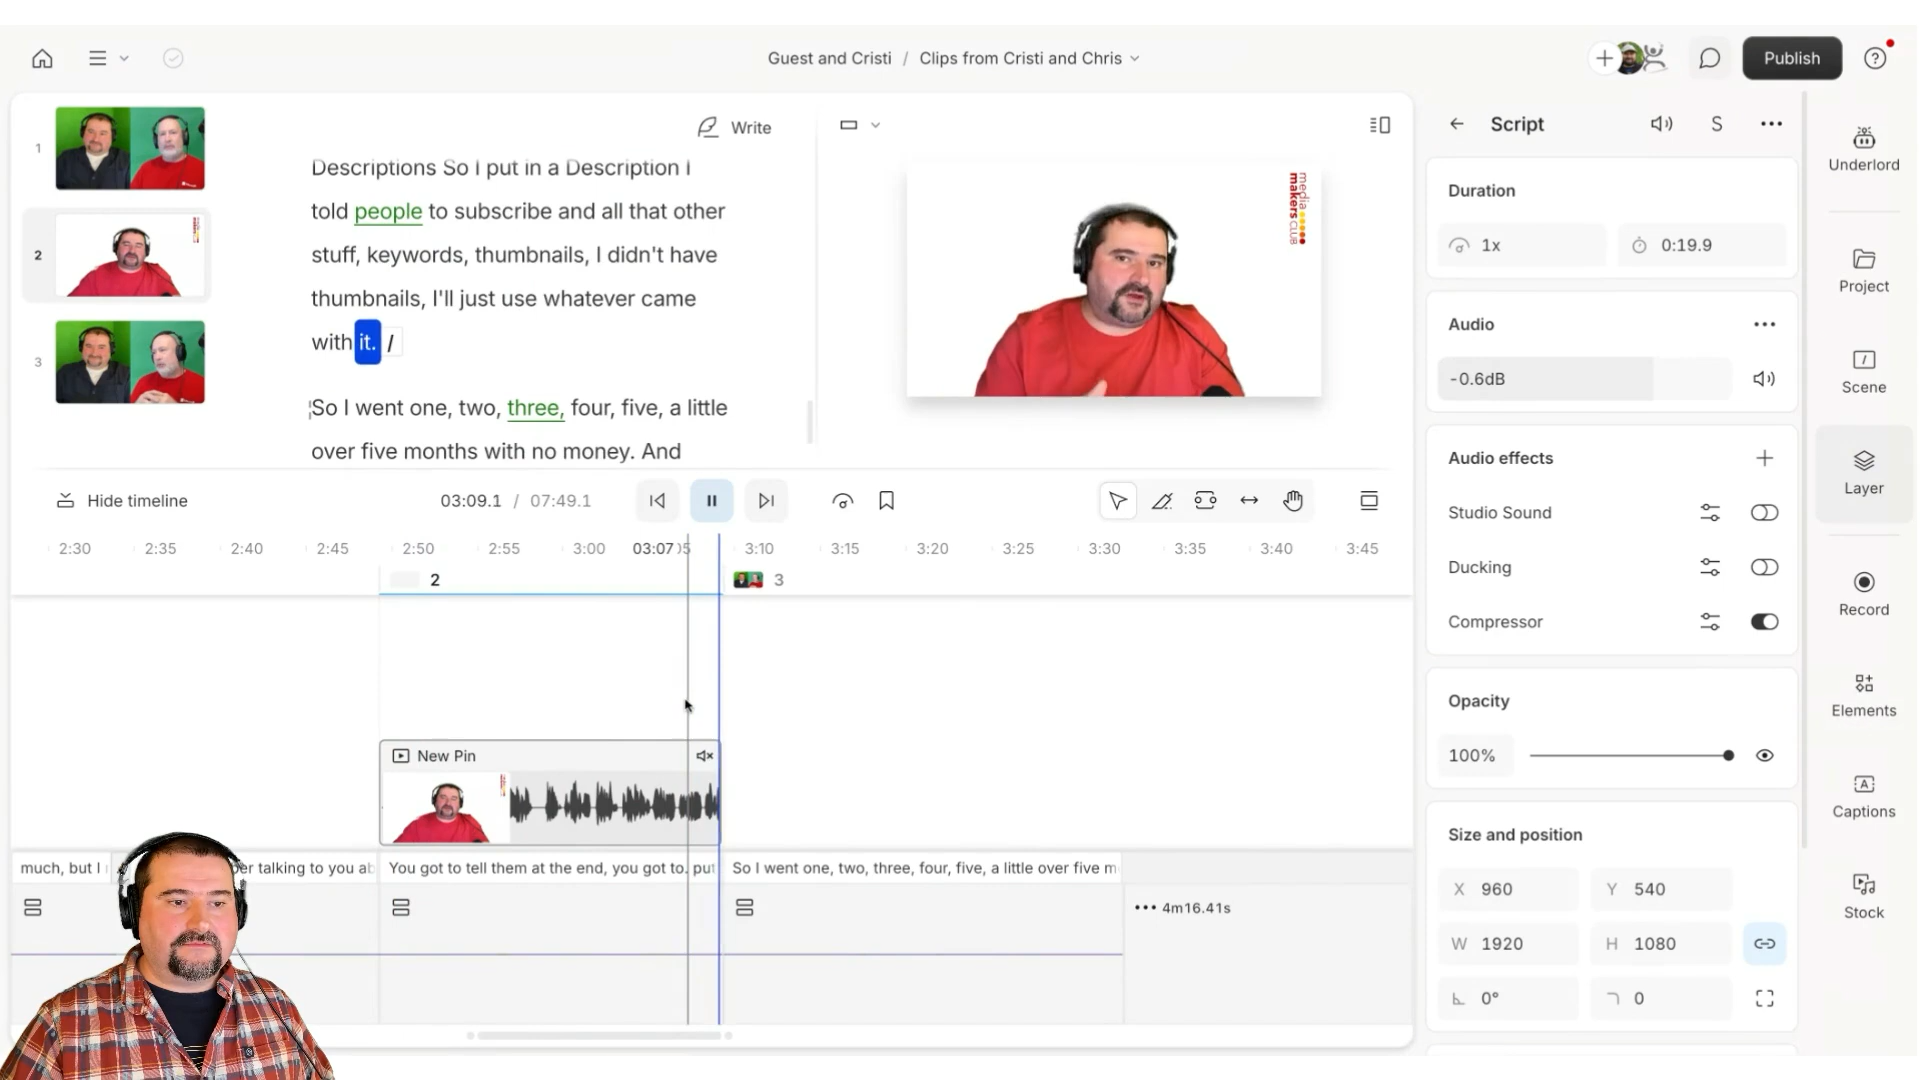 Guest and Cristi / Clips from Cristi and Chris
Publish
1
2
3
Write
Descriptions So I put in a Description I
told people to subscribe and all that other
stuff, keywords, thumbnails, I didn't have
thumbnails, I'll just use whatever came
with it. /
So I went one, two, three, four, five, a little
over five months with no money. And
media
makers CLUB
Script
S
Duration
1x
0:19.9
Audio
-0.6dB
Audio effects
Studio Sound
Ducking
Compressor
Opacity
100%
Size and position
X 960
Y 540
W 1920
H 1080
0°
0
Underlord
Project
Scene
Layer
Record
Elements
Captions
Stock
Hide timeline
03:09.1 / 07:49.1
2:30 2:35 2:40 2:45 2:50 2:55 3:00 03:07 3:10 3:15 3:20 3:25 3:30 3:35 3:40 3:45
2
3
New Pin
much, but I
talking to you ab
You got to tell them at the end, you got to. put
So I went one, two, three, four, five, a little over five m
4m16.41s